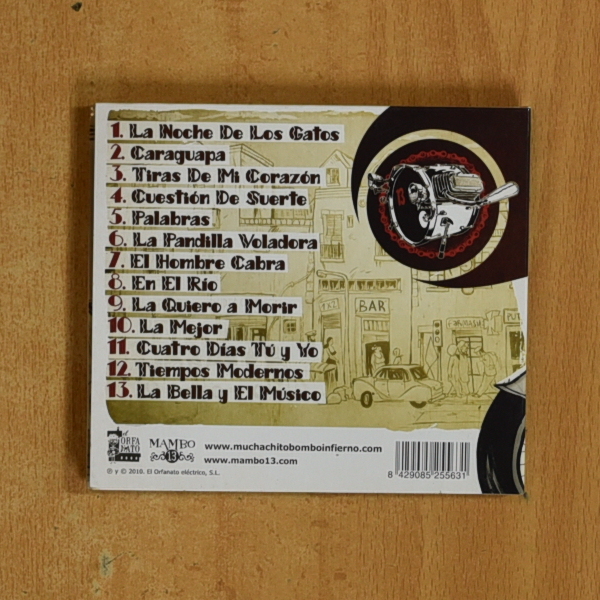 1. La Noche De Los Gatos
2. Caraguapa
3. Tiras De Mi Corazón
4. Cuestión De Suerte
5. Palabras
6. La Pandilla Voladora
7. El Hombre Cabra
8. En El Río
9. La Quiero a Morir
10. La Mejor
11. Cuatro Días Tú y Yo
12. Tiempos Modernos
13. La Bella y El Músico
BAR
el ORFANATO
MAMBO
13
www.muchachitobomboinfierno.com
www.mambo13.com
℗ y © 2010. El Orfanato eléctrico, S.L.
8 429085 255631